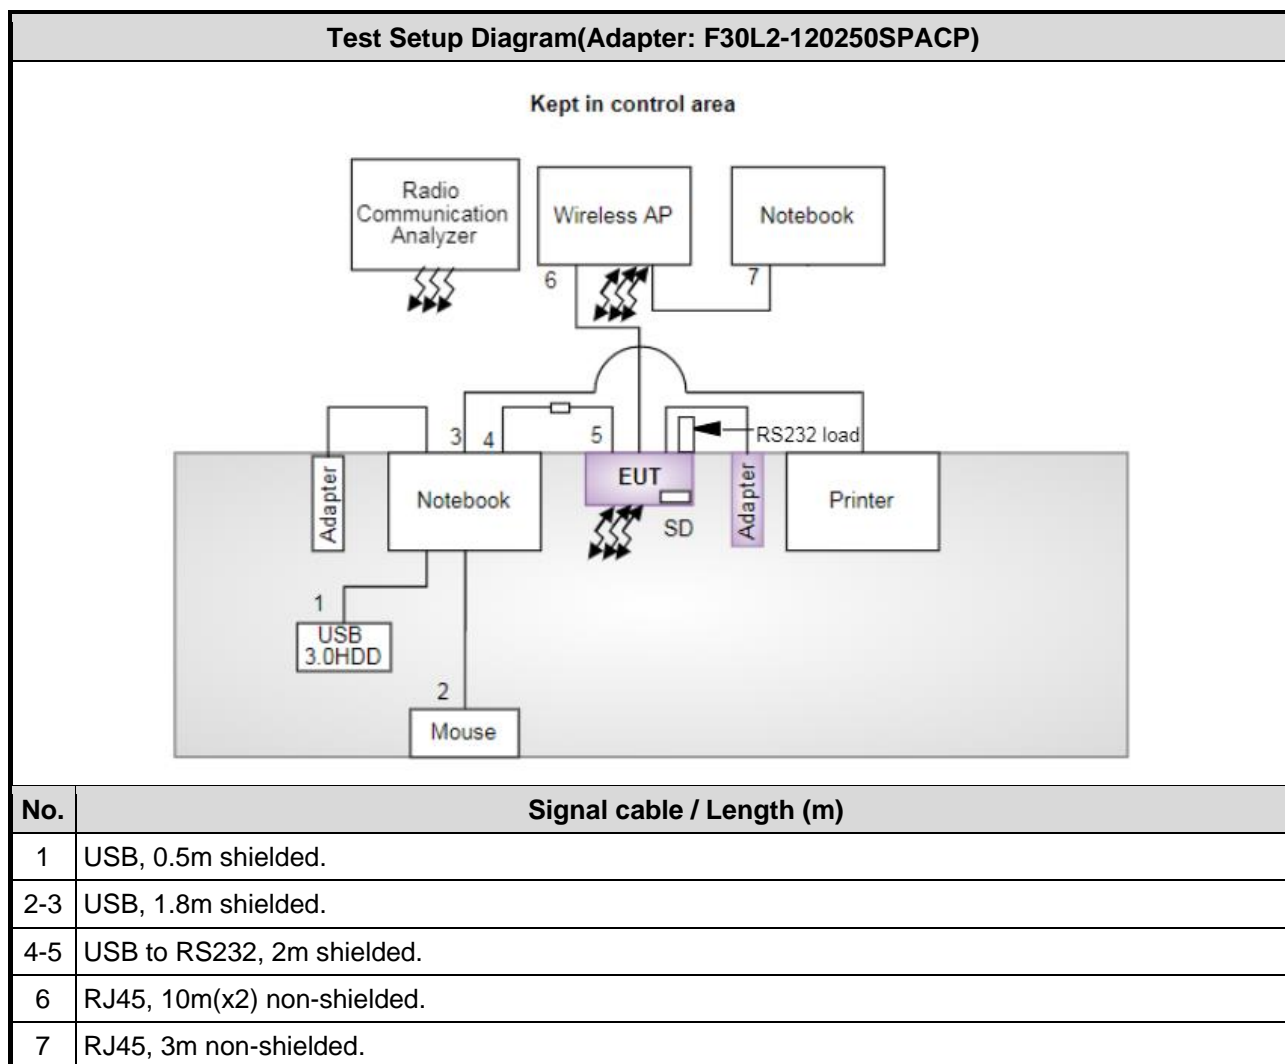 Test Setup Diagram(Adapter: F30L2-120250SPACP)
Kept in control area
Radio
Communication
Analyzer
Wireless AP
Notebook
6
7
3
4
5
RS232 load
Adapter
Notebook
EUT
SD
Adapter
Printer
1
USB
3.0HDD
2
Mouse
No. Signal cable / Length (m)
1 USB, 0.5m shielded.
2-3 USB, 1.8m shielded.
4-5 USB to RS232, 2m shielded.
6 RJ45, 10m(x2) non-shielded.
7 RJ45, 3m non-shielded.